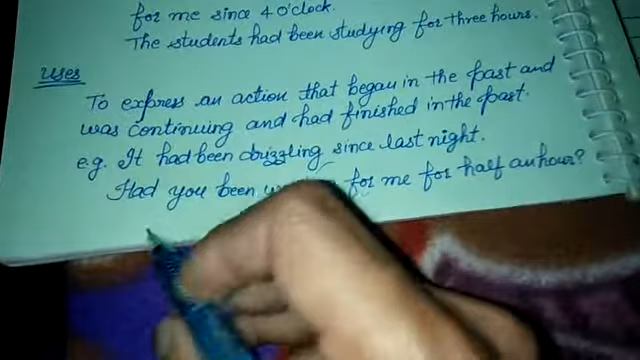 for me since 4 o'clock.
The students had been studying for three hours.
Uses
To express an action that began in the past and
was continuing and had finished in the past.
e.g. It had been drizzling since last night.
Had you been for me for half an hour?